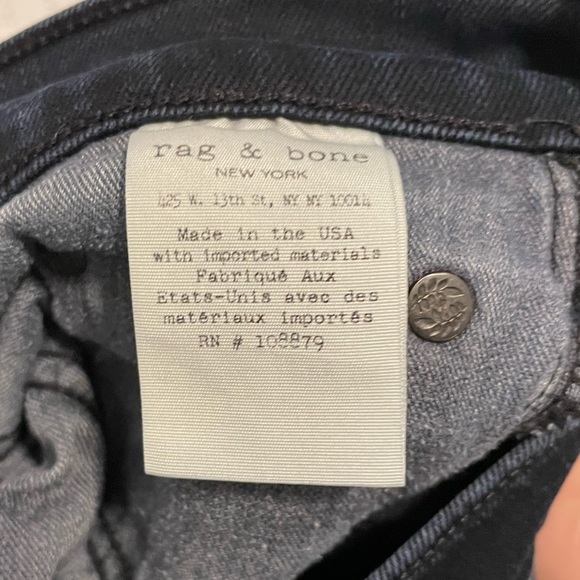 rag & bone
NEW YORK
425 W. 13th St, NY NY 10014
Made in the USA
with imported materials
Fabriqué Aux
Etats-Unis avec des
matériaux importés
RN # 108879